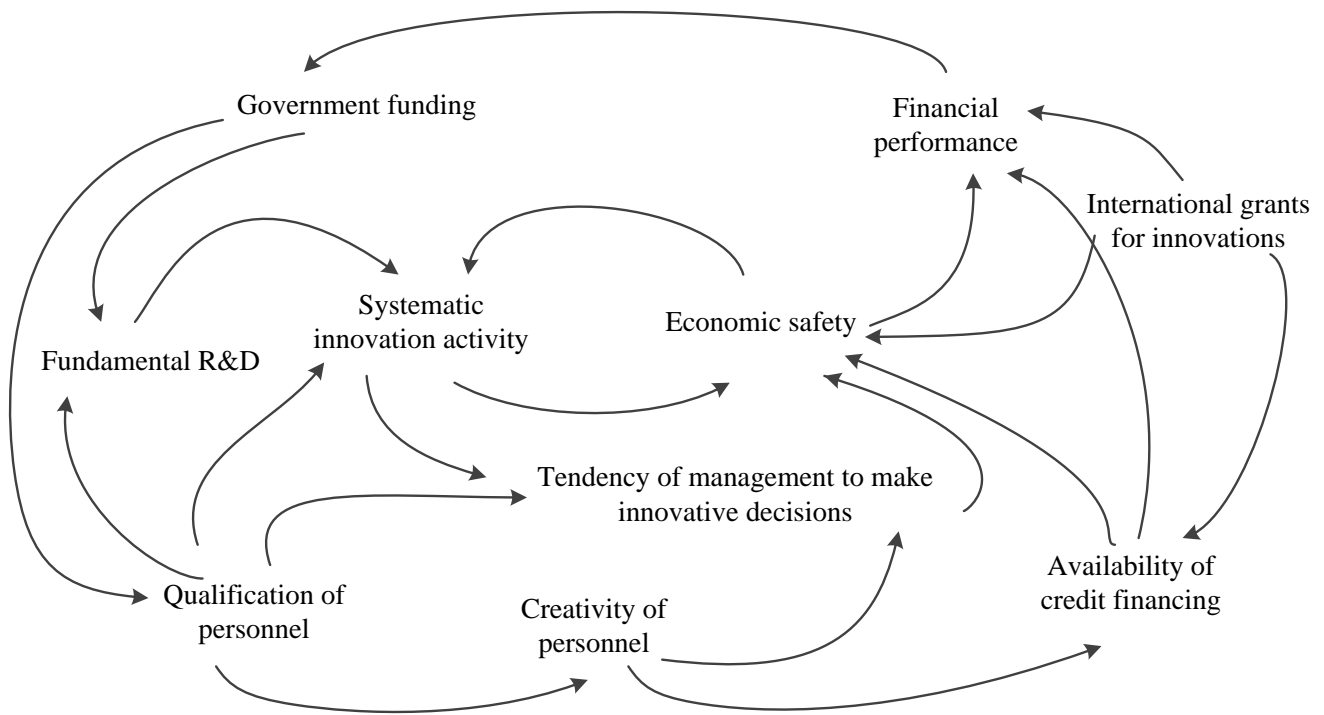 Government funding
Financial
performance
International grants
for innovations
Systematic
innovation activity
Economic safety
Fundamental R&D
Tendency of management to make
innovative decisions
Qualification of
personnel
Creativity of
personnel
Availability of
credit financing